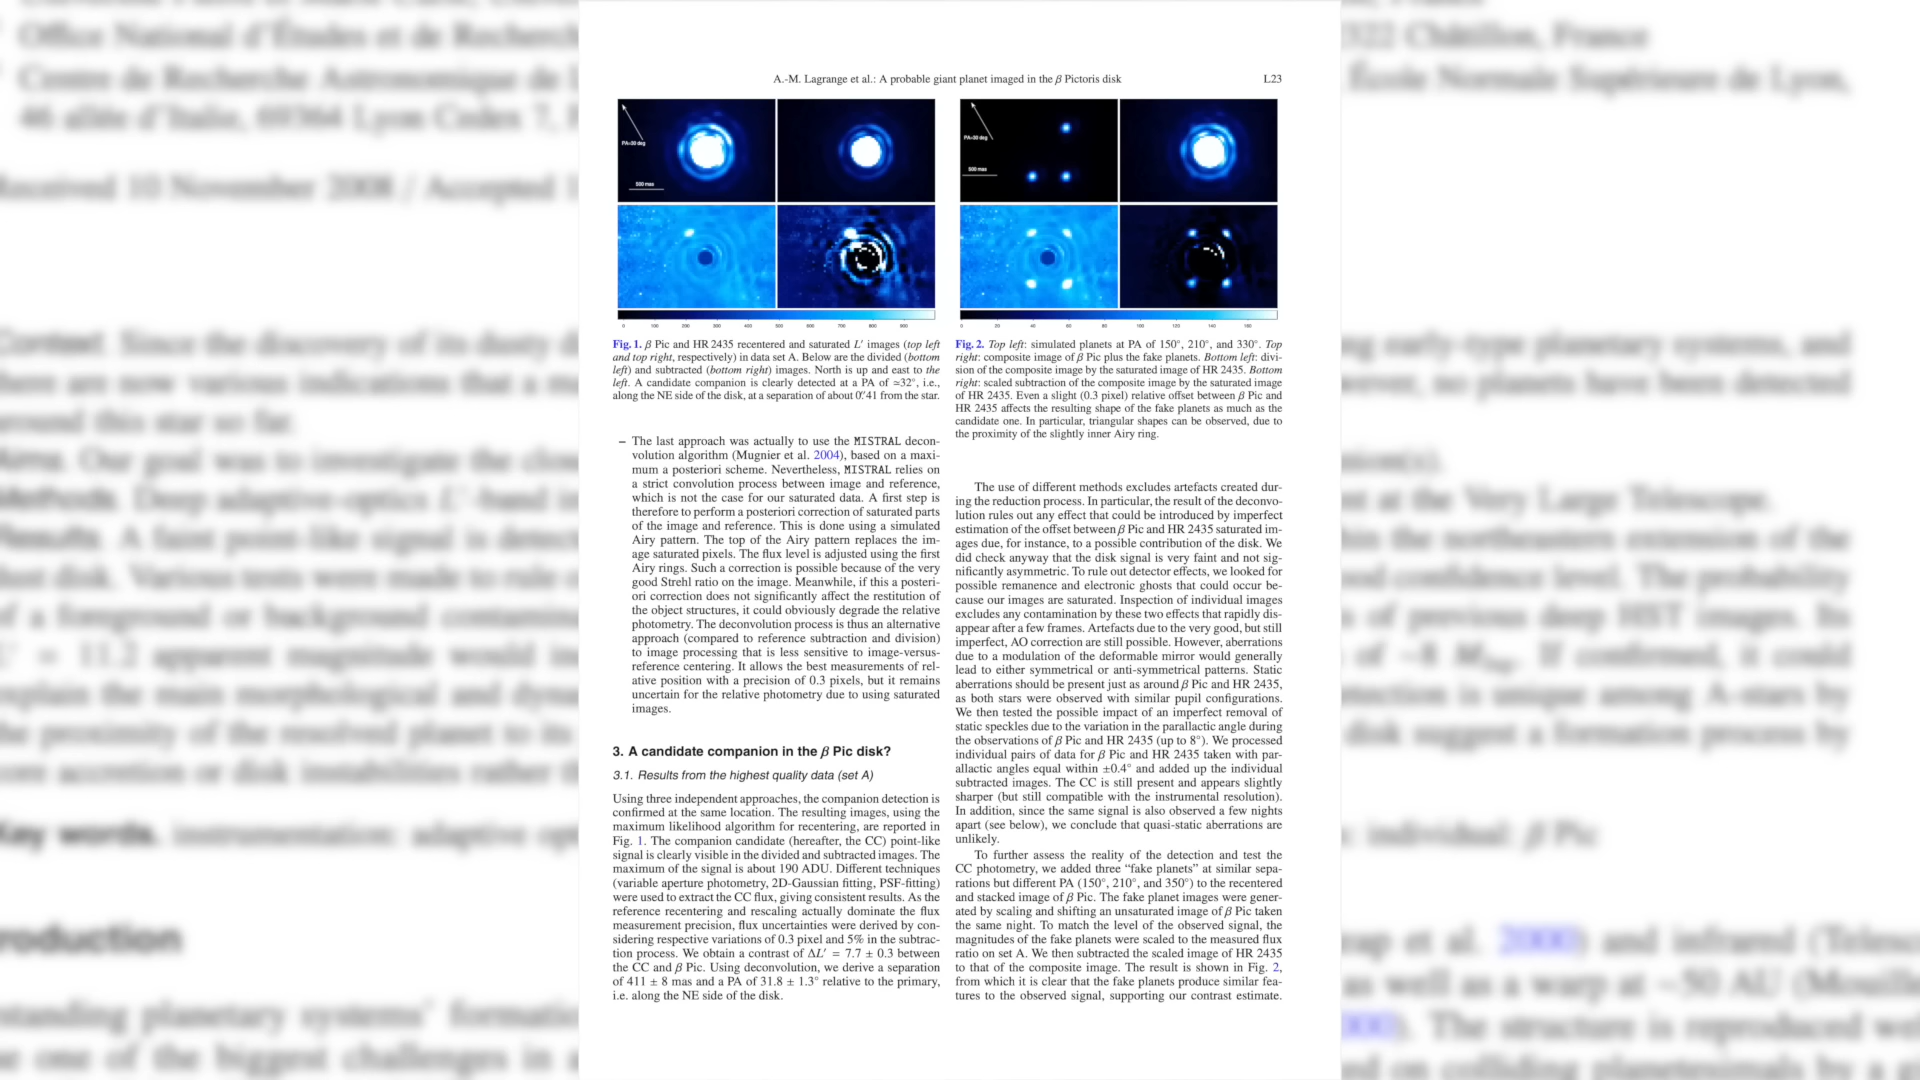 A.-M. Lagrange et al.: A probable giant planet imaged in the β Pictoris disk
L23
PA=30 deg
500 mas
0 100 200 300 400 500 600 700 800 900
Fig. 1. β Pic and HR 2435 recentered and saturated L′ images (top left
and top right, respectively) in data set A. Below are the divided (bottom
left) and subtracted (bottom right) images. North is up and east to the
left. A candidate companion is clearly detected at a PA of ≈32°, i.e.,
along the NE side of the disk, at a separation of about 0″.41 from the star.
– The last approach was actually to use the MISTRAL decon-
volution algorithm (Mugnier et al. 2004), based on a maxi-
mum a posteriori scheme. Nevertheless, MISTRAL relies on
a strict convolution process between image and reference,
which is not the case for our saturated data. A first step is
therefore to perform a posteriori correction of saturated parts
of the image and reference. This is done using a simulated
Airy pattern. The top of the Airy pattern replaces the im-
age saturated pixels. The flux level is adjusted using the first
Airy rings. Such a correction is possible because of the very
good Strehl ratio on the image. Meanwhile, if this a posteri-
ori correction does not significantly affect the restitution of
the object structures, it could obviously degrade the relative
photometry. The deconvolution process is thus an alternative
approach (compared to reference subtraction and division)
to image processing that is less sensitive to image-versus-
reference centering. It allows the best measurements of rel-
ative position with a precision of 0.3 pixels, but it remains
uncertain for the relative photometry due to using saturated
images.
3. A candidate companion in the β Pic disk?
3.1. Results from the highest quality data (set A)
Using three independent approaches, the companion detection is
confirmed at the same location. The resulting images, using the
maximum likelihood algorithm for recentering, are reported in
Fig. 1. The companion candidate (hereafter, the CC) point-like
signal is clearly visible in the divided and subtracted images. The
maximum of the signal is about 190 ADU. Different techniques
(variable aperture photometry, 2D-Gaussian fitting, PSF-fitting)
were used to extract the CC flux, giving consistent results. As the
reference recentering and rescaling actually dominate the flux
measurement precision, flux uncertainties were derived by con-
sidering respective variations of 0.3 pixel and 5% in the subtrac-
tion process. We obtain a contrast of ΔL′ = 7.7 ± 0.3 between
the CC and β Pic. Using deconvolution, we derive a separation
of 411 ± 8 mas and a PA of 31.8 ± 1.3° relative to the primary,
i.e. along the NE side of the disk.
PA=30 deg
500 mas
0 20 40 60 80 100 120 140 160
Fig. 2. Top left: simulated planets at PA of 150°, 210°, and 330°. Top
right: composite image of β Pic plus the fake planets. Bottom left: divi-
sion of the composite image by the saturated image of HR 2435. Bottom
right: scaled subtraction of the composite image by the saturated image
of HR 2435. Even a slight (0.3 pixel) relative offset between β Pic and
HR 2435 affects the resulting shape of the fake planets as much as the
candidate one. In particular, triangular shapes can be observed, due to
the proximity of the slightly inner Airy ring.
The use of different methods excludes artefacts created dur-
ing the reduction process. In particular, the result of the deconvo-
lution rules out any effect that could be introduced by imperfect
estimation of the offset between β Pic and HR 2435 saturated im-
ages due, for instance, to a possible contribution of the disk. We
did check anyway that the disk signal is very faint and not sig-
nificantly asymmetric. To rule out detector effects, we looked for
possible remanence and electronic ghosts that could occur be-
cause our images are saturated. Inspection of individual images
excludes any contamination by these two effects that rapidly dis-
appear after a few frames. Artefacts due to the very good, but still
imperfect, AO correction are still possible. However, aberrations
due to a modulation of the deformable mirror would generally
lead to either symmetrical or anti-symmetrical patterns. Static
aberrations should be present just as around β Pic and HR 2435,
as both stars were observed with similar pupil configurations.
We then tested the possible impact of an imperfect removal of
static speckles due to the variation in the parallactic angle during
the observations of β Pic and HR 2435 (up to 8°). We processed
individual pairs of data for β Pic and HR 2435 taken with par-
allactic angles equal within ±0.4° and added up the individual
subtracted images. The CC is still present and appears slightly
sharper (but still compatible with the instrumental resolution).
In addition, since the same signal is also observed a few nights
apart (see below), we conclude that quasi-static aberrations are
unlikely.
To further assess the reality of the detection and test the
CC photometry, we added three “fake planets” at similar sepa-
rations but different PA (150°, 210°, and 350°) to the recentered
and stacked image of β Pic. The fake planet images were gener-
ated by scaling and shifting an unsaturated image of β Pic taken
the same night. To match the level of the observed signal, the
magnitudes of the fake planets were scaled to the measured flux
ratio on set A. We then subtracted the scaled image of HR 2435
to that of the composite image. The result is shown in Fig. 2,
from which it is clear that the fake planets produce similar fea-
tures to the observed signal, supporting our contrast estimate.